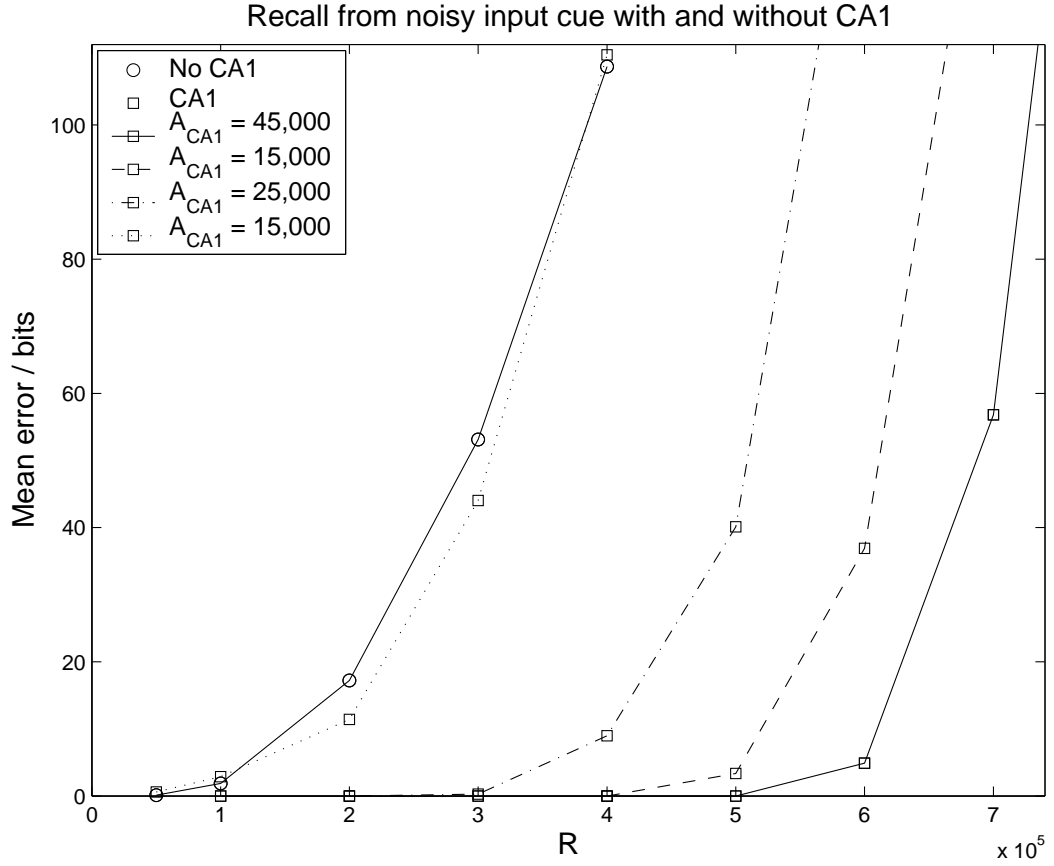 Recall from noisy input cue with and without CA1
No CA1
CA1
A_CA1 = 45,000
A_CA1 = 15,000
A_CA1 = 25,000
A_CA1 = 15,000
Mean error / bits
100
80
60
40
20
0
0 1 2 3 4 5 6 7
R
x 10^5